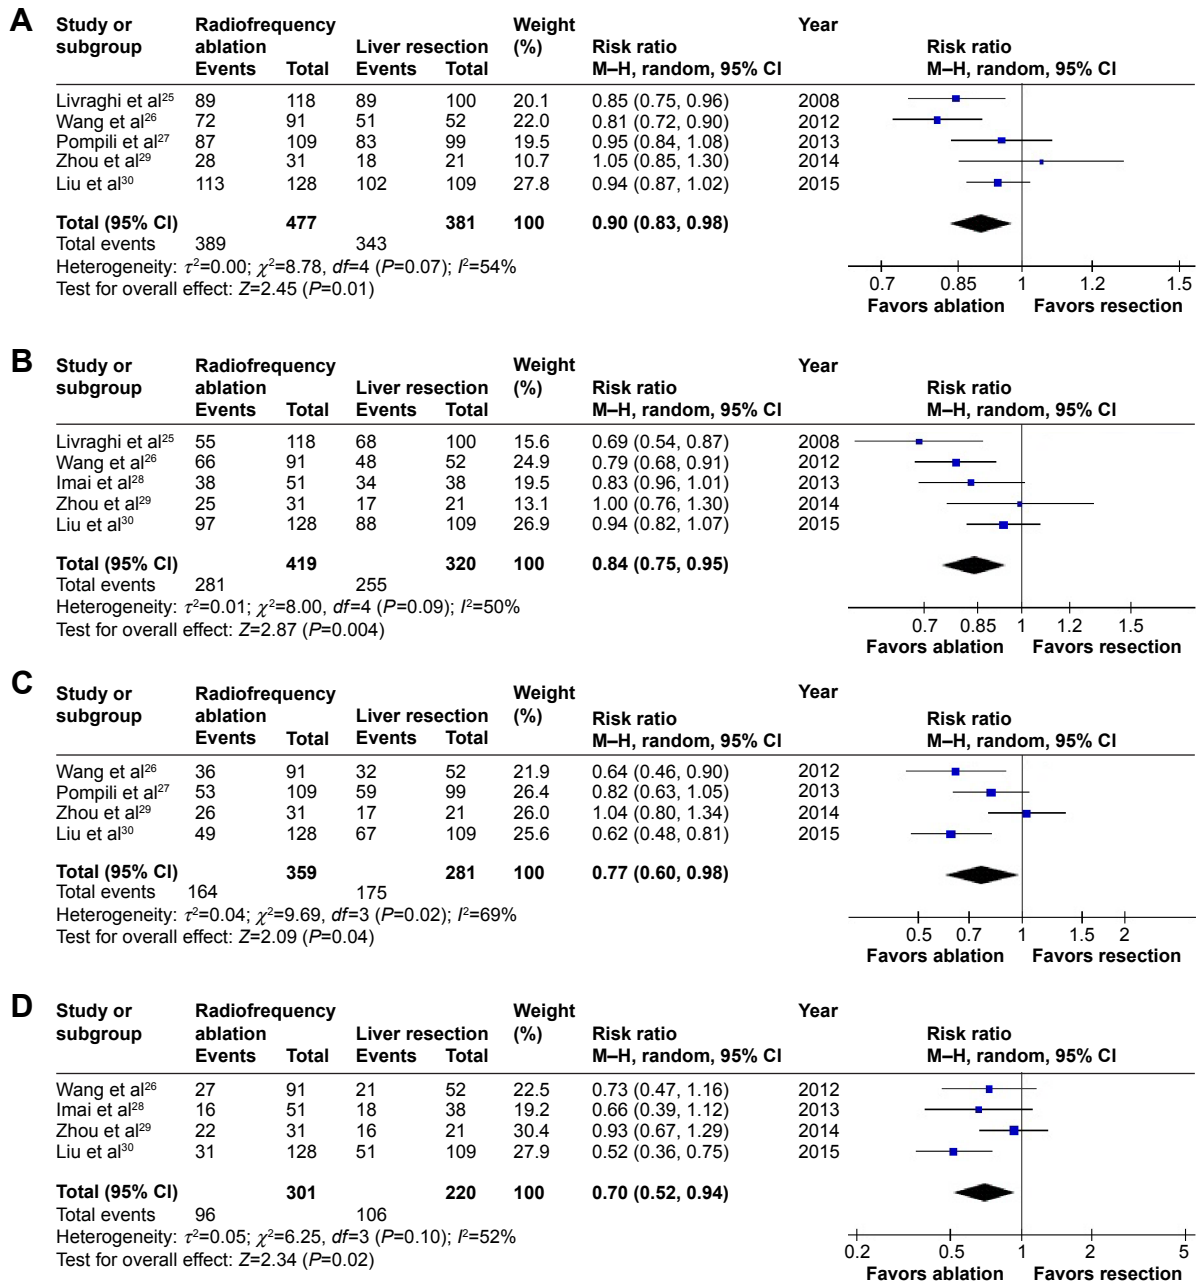 A
Study or Radiofrequency Weight Year
subgroup ablation Liver resection (%) Risk ratio Risk ratio
Events Total Events Total M–H, random, 95% CI M–H, random, 95% CI
Livraghi et al25 89 118 89 100 20.1 0.85 (0.75, 0.96) 2008
Wang et al26 72 91 51 52 22.0 0.81 (0.72, 0.90) 2012
Pompili et al27 87 109 83 99 19.5 0.95 (0.84, 1.08) 2013
Zhou et al29 28 31 18 21 10.7 1.05 (0.85, 1.30) 2014
Liu et al30 113 128 102 109 27.8 0.94 (0.87, 1.02) 2015
Total (95% CI) 477 381 100 0.90 (0.83, 0.98)
Total events 389 343
Heterogeneity: τ²=0.00; χ²=8.78, df=4 (P=0.07); I²=54%
Test for overall effect: Z=2.45 (P=0.01)
0.7 0.85 1 1.2 1.5
Favors ablation Favors resection
B
Study or Radiofrequency Weight Year
subgroup ablation Liver resection (%) Risk ratio Risk ratio
Events Total Events Total M–H, random, 95% CI M–H, random, 95% CI
Livraghi et al25 55 118 68 100 15.6 0.69 (0.54, 0.87) 2008
Wang et al26 66 91 48 52 24.9 0.79 (0.68, 0.91) 2012
Imai et al28 38 51 34 38 19.5 0.83 (0.96, 1.01) 2013
Zhou et al29 25 31 17 21 13.1 1.00 (0.76, 1.30) 2014
Liu et al30 97 128 88 109 26.9 0.94 (0.82, 1.07) 2015
Total (95% CI) 419 320 100 0.84 (0.75, 0.95)
Total events 281 255
Heterogeneity: τ²=0.01; χ²=8.00, df=4 (P=0.09); I²=50%
Test for overall effect: Z=2.87 (P=0.004)
0.7 0.85 1 1.2 1.5
Favors ablation Favors resection
C
Study or Radiofrequency Weight Year
subgroup ablation Liver resection (%) Risk ratio Risk ratio
Events Total Events Total M–H, random, 95% CI M–H, random, 95% CI
Wang et al26 36 91 32 52 21.9 0.64 (0.46, 0.90) 2012
Pompili et al27 53 109 59 99 26.4 0.82 (0.63, 1.05) 2013
Zhou et al29 26 31 17 21 26.0 1.04 (0.80, 1.34) 2014
Liu et al30 49 128 67 109 25.6 0.62 (0.48, 0.81) 2015
Total (95% CI) 359 281 100 0.77 (0.60, 0.98)
Total events 164 175
Heterogeneity: τ²=0.04; χ²=9.69, df=3 (P=0.02); I²=69%
Test for overall effect: Z=2.09 (P=0.04)
0.5 0.7 1 1.5 2
Favors ablation Favors resection
D
Study or Radiofrequency Weight Year
subgroup ablation Liver resection (%) Risk ratio Risk ratio
Events Total Events Total M–H, random, 95% CI M–H, random, 95% CI
Wang et al26 27 91 21 52 22.5 0.73 (0.47, 1.16) 2012
Imai et al28 16 51 18 38 19.2 0.66 (0.39, 1.12) 2013
Zhou et al29 22 31 16 21 30.4 0.93 (0.67, 1.29) 2014
Liu et al30 31 128 51 109 27.9 0.52 (0.36, 0.75) 2015
Total (95% CI) 301 220 100 0.70 (0.52, 0.94)
Total events 96 106
Heterogeneity: τ²=0.05; χ²=6.25, df=3 (P=0.10); I²=52%
Test for overall effect: Z=2.34 (P=0.02)
0.2 0.5 1 2 5
Favors ablation Favors resection